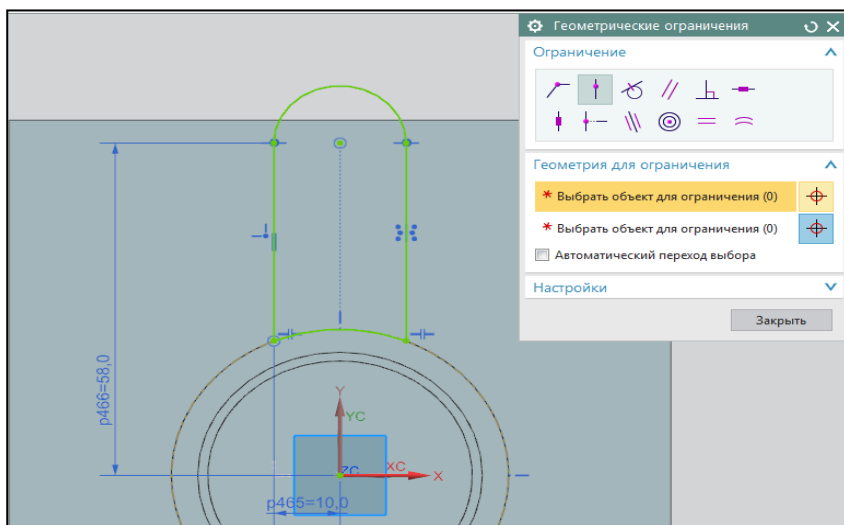 Геометрические ограничения
Ограничение
Геометрия для ограничения
* Выбрать объект для ограничения (0)
* Выбрать объект для ограничения (0)
Автоматический переход выбора
Настройки
Закрыть
p466=58,0
Y
YC
ZC
XC
X
p465=10,0